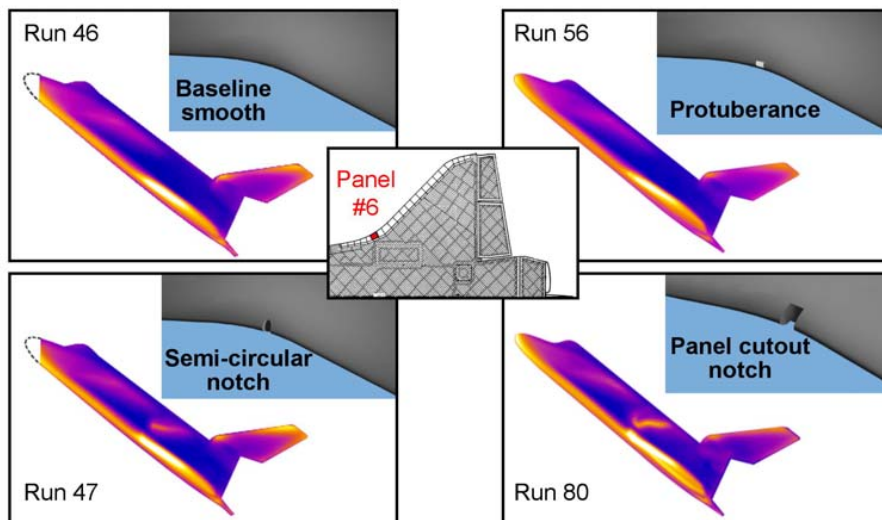 Run 46
Baseline
smooth
Run 56
Protuberance
Panel
#6
Semi-circular
notch
Run 47
Panel cutout
notch
Run 80